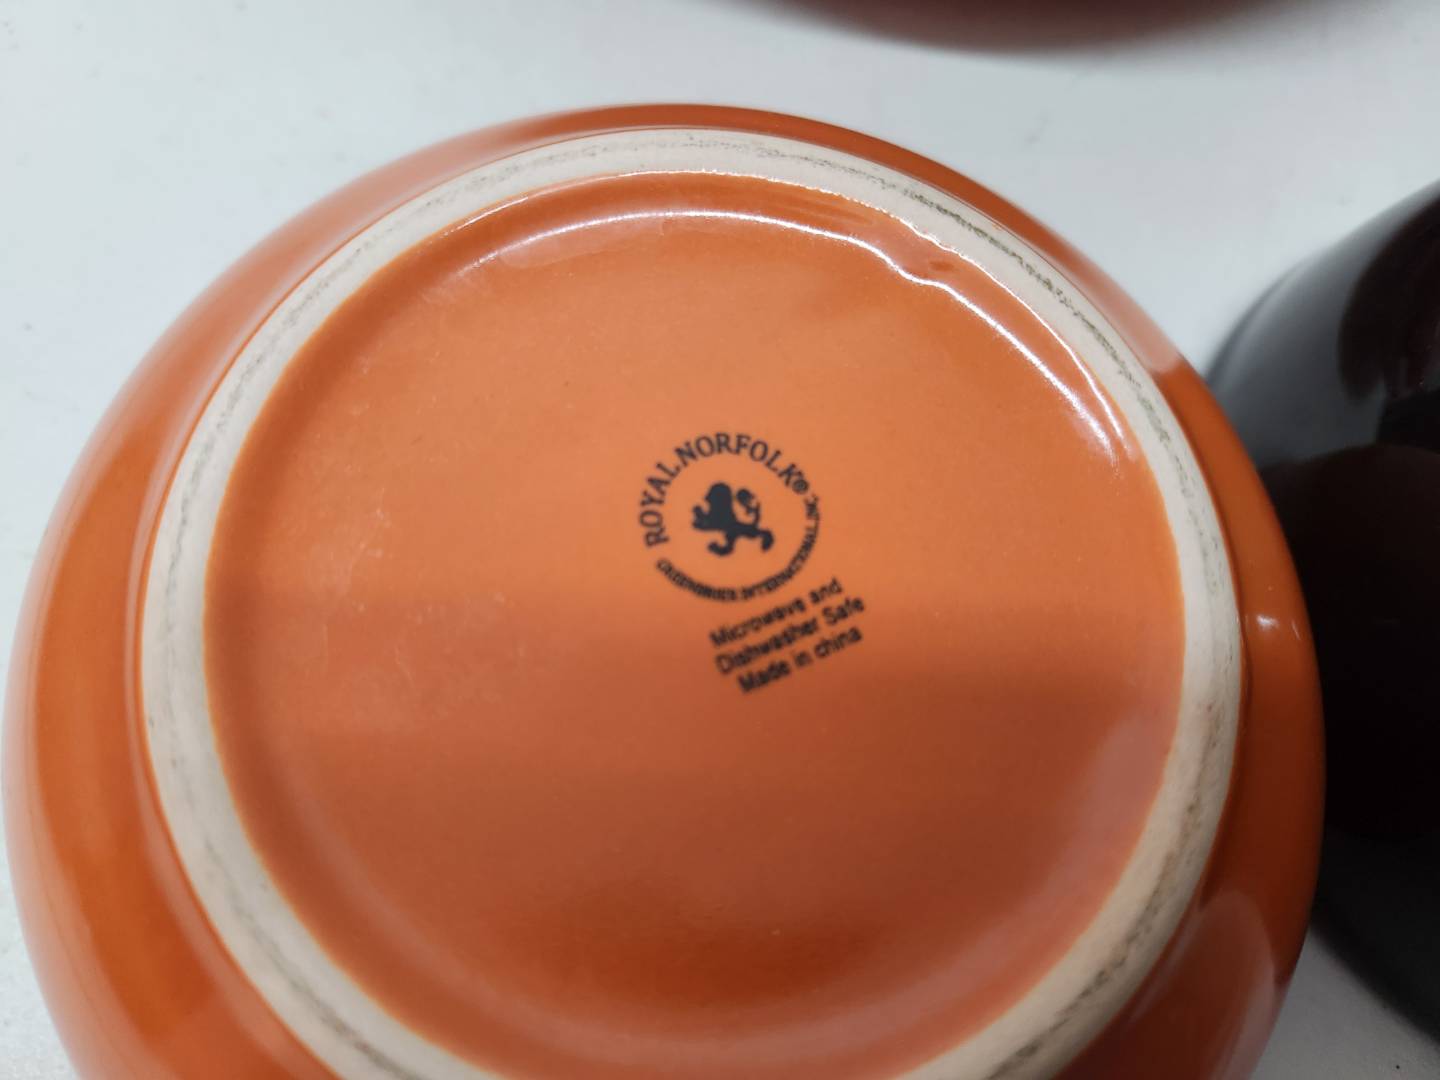 ROYAL NORFOLK®
GREENBRIER INTERNATIONAL, INC.
Microwave and
Dishwasher Safe
Made in china